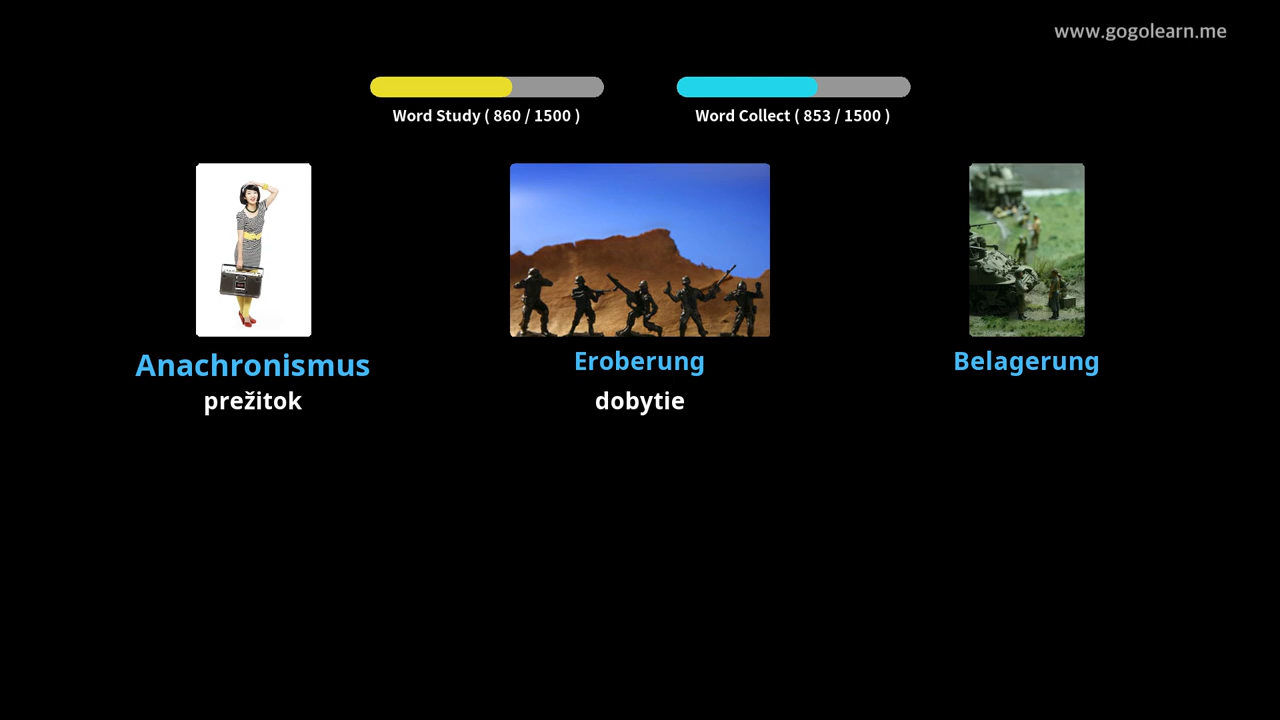 www.gogolearn.me
Word Study ( 860 / 1500 )
Word Collect ( 853 / 1500 )
Anachronismus
prežitok
Eroberung
dobytie
Belagerung